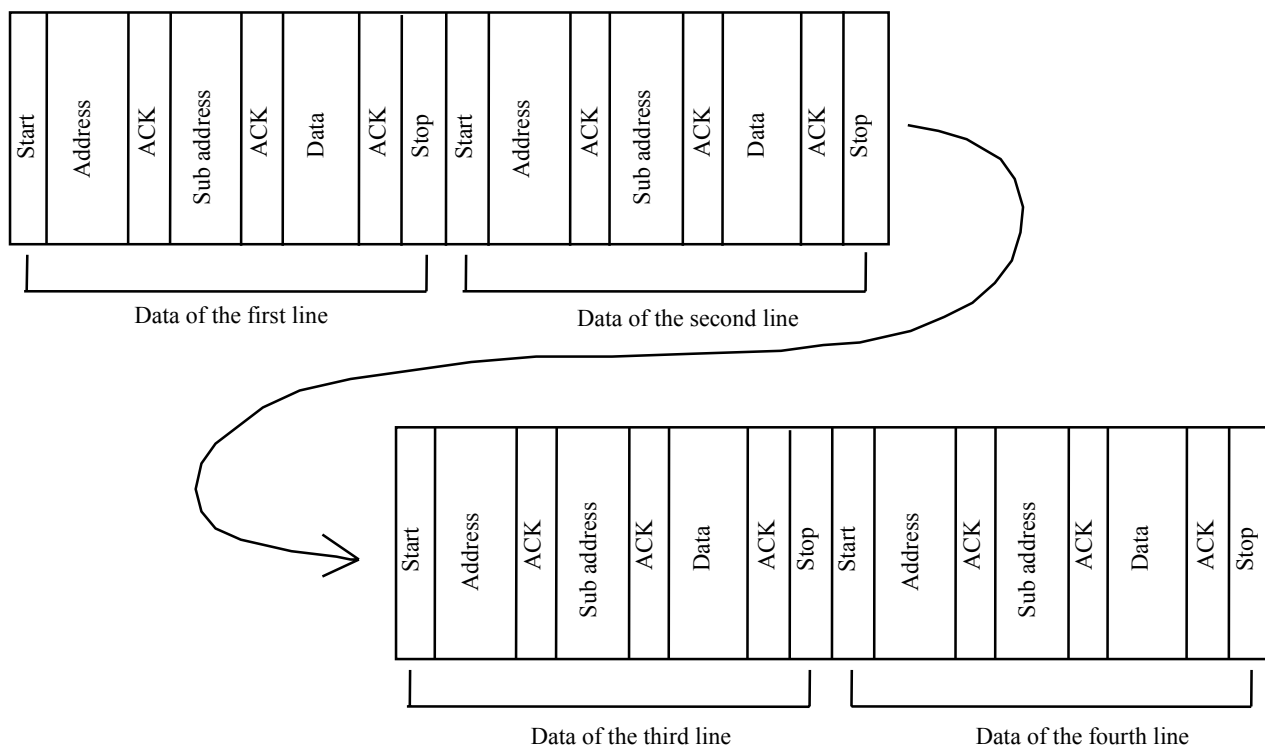 Start Address ACK Sub address ACK Data ACK Stop Start Address ACK Sub address ACK Data ACK Stop
Data of the first line Data of the second line
Start Address ACK Sub address ACK Data ACK Stop Start Address ACK Sub address ACK Data ACK Stop
Data of the third line Data of the fourth line